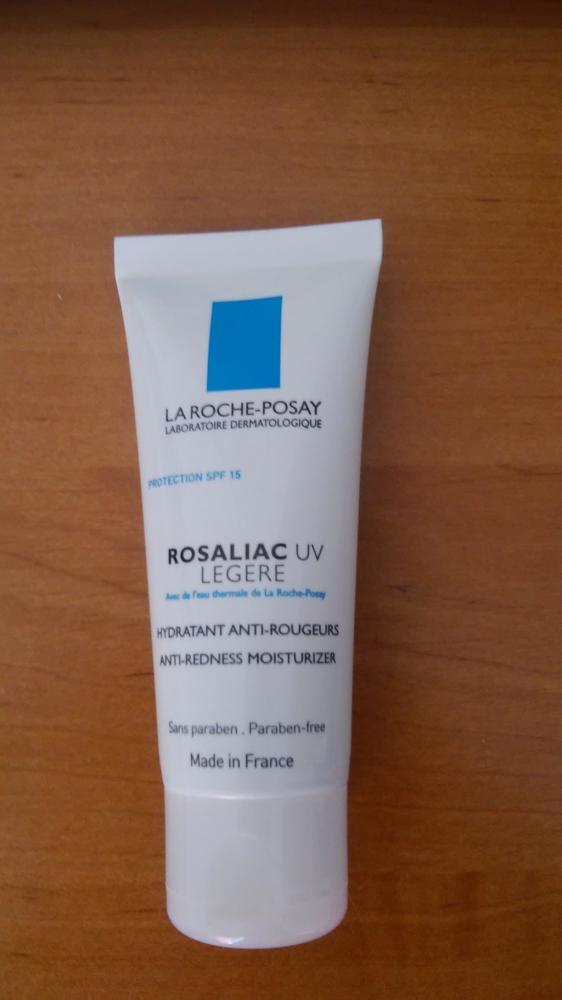 LA ROCHE-POSAY
LABORATOIRE DERMATOLOGIQUE
PROTECTION SPF 15
ROSALIAC UV
LEGERE
Avec de l'eau thermale de La Roche-Posay
HYDRATANT ANTI-ROUGEURS
ANTI-REDNESS MOISTURIZER
Sans paraben . Paraben-free
Made in France